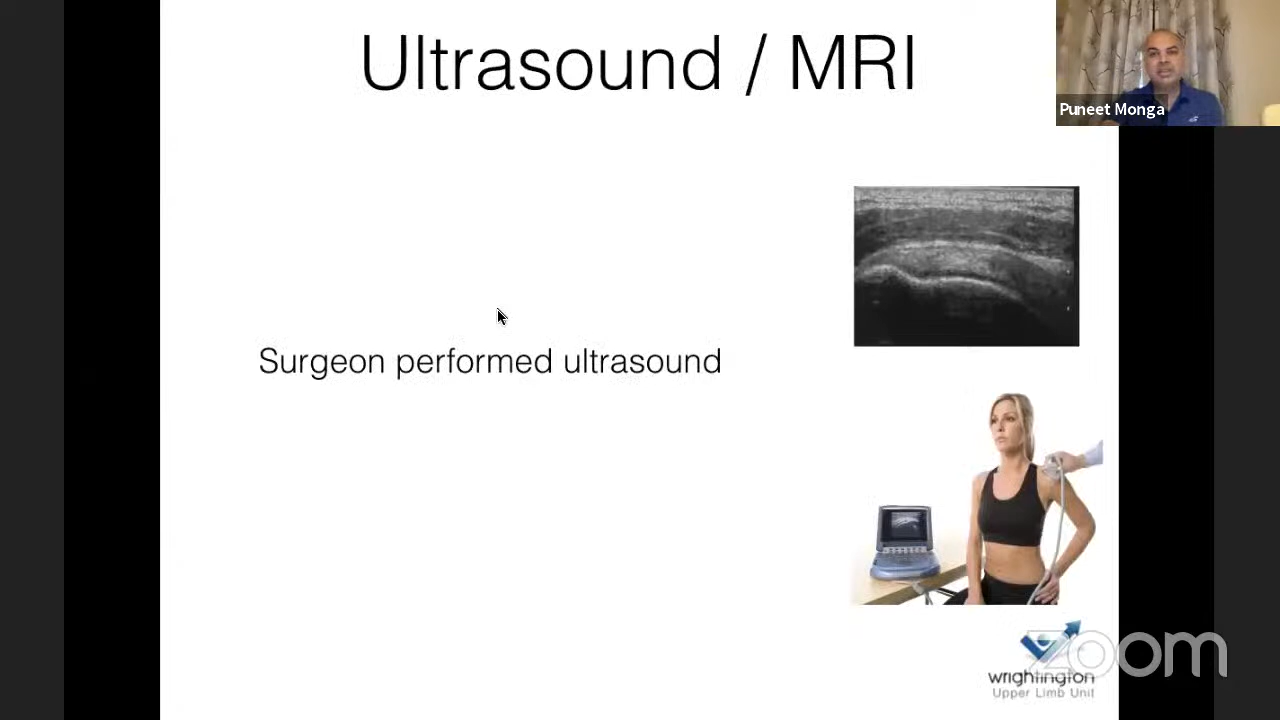 Ultrasound / MRI
Puneet Monga
Surgeon performed ultrasound
zoom
wrightington
Upper Limb Unit